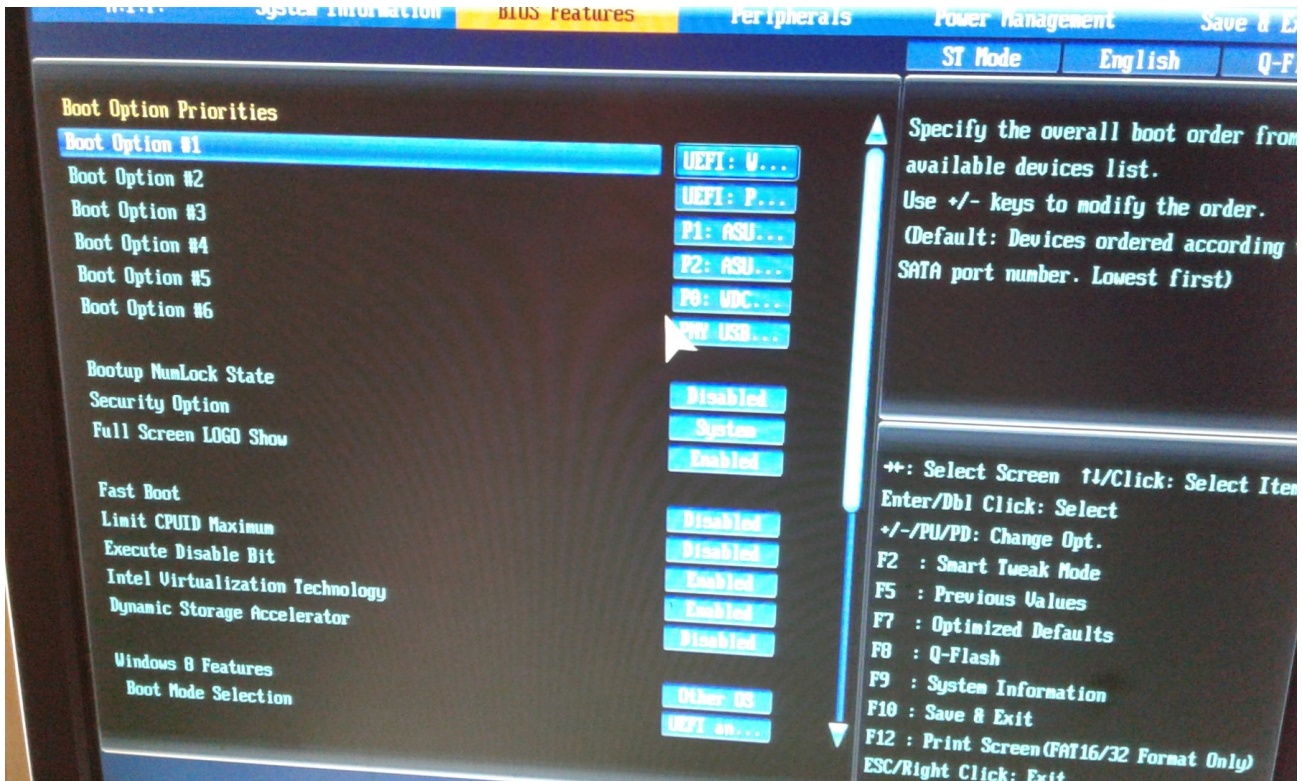 M.I.T. System Information BIOS Features Peripherals Power Management Save & Ex
ST Mode English Q-Fl
Boot Option Priorities
Boot Option #1 UEFI: W...
Boot Option #2 UEFI: P...
Boot Option #3 P1: ASU...
Boot Option #4 P2: ASU...
Boot Option #5 P0: WDC...
Boot Option #6 PNY USB...
Bootup NumLock State Disabled
Security Option System
Full Screen LOGO Show Enabled
Fast Boot Disabled
Limit CPUID Maximum Disabled
Execute Disable Bit Enabled
Intel Virtualization Technology Enabled
Dynamic Storage Accelerator Disabled
Windows 8 Features Other OS
Boot Mode Selection UEFI an...
Specify the overall boot order from
available devices list.
Use +/- keys to modify the order.
(Default: Devices ordered according
SATA port number. Lowest first)
→←: Select Screen ↑↓/Click: Select Item
Enter/Dbl Click: Select
+/-/PU/PD: Change Opt.
F2 : Smart Tweak Mode
F5 : Previous Values
F7 : Optimized Defaults
F8 : Q-Flash
F9 : System Information
F10 : Save & Exit
F12 : Print Screen(FAT16/32 Format Only)
ESC/Right Click: Exit